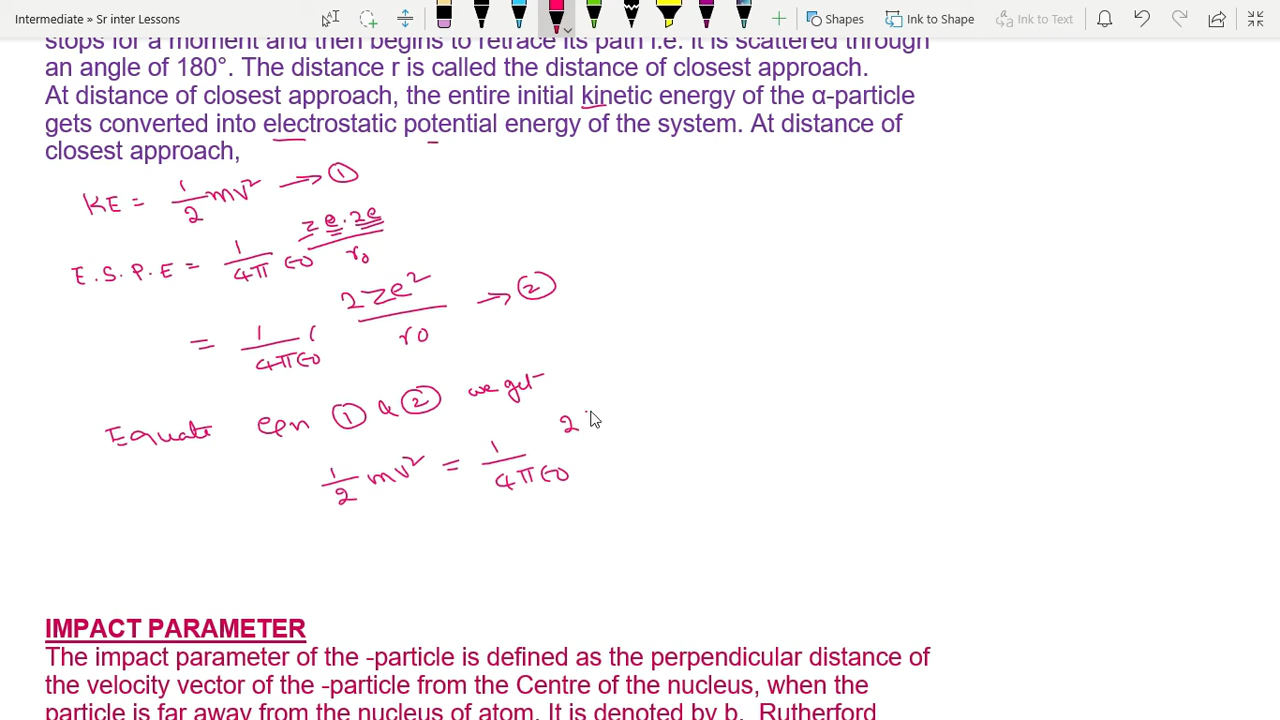 Intermediate » Sr inter Lessons
Shapes Ink to Shape Ink to Text
stops for a moment and then begins to retrace its path i.e. it is scattered through
an angle of 180°. The distance r is called the distance of closest approach.
At distance of closest approach, the entire initial kinetic energy of the α-particle
gets converted into electrostatic potential energy of the system. At distance of
closest approach,
KE = 1/2 mv² → ①
E.S.P.E = 1/4π∈0 ze.2e/r0
= 1/4π∈0 2ze²/r0 → ②
Equate eqn ① & ② we get
1/2 mv² = 1/4π∈0 2
IMPACT PARAMETER
The impact parameter of the -particle is defined as the perpendicular distance of
the velocity vector of the -particle from the Centre of the nucleus, when the
particle is far away from the nucleus of atom. It is denoted by b. Rutherford